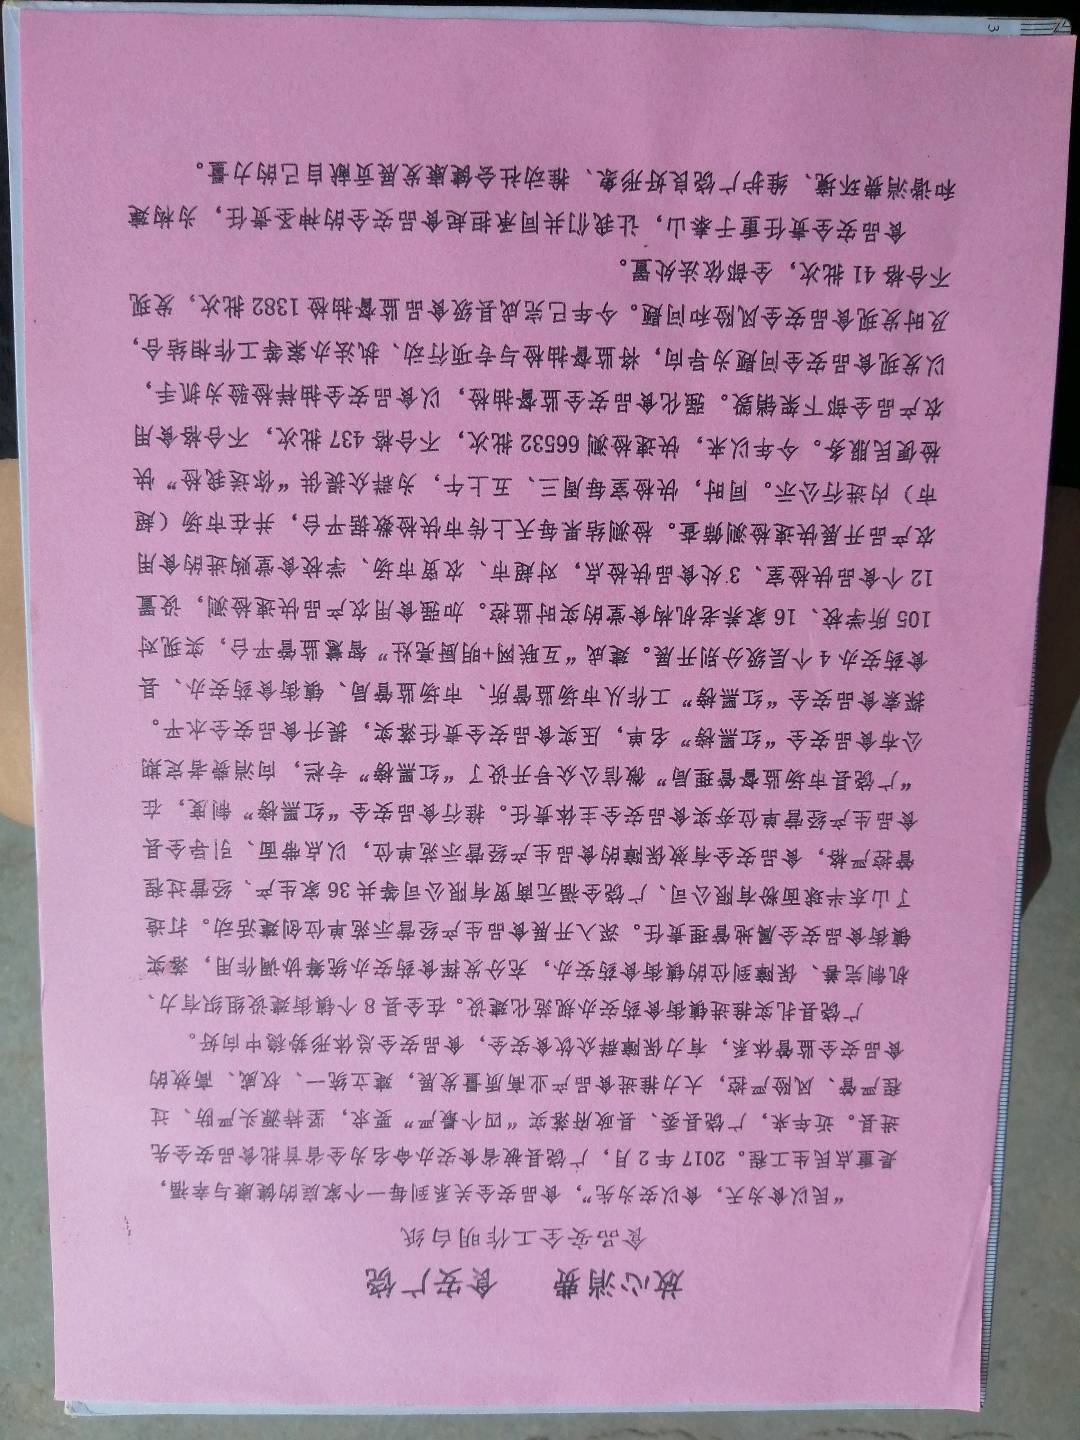 放心消费　食安广饶
食品安全工作明白纸
“民以食为天，食以安为先”，食品安全关系到每一个家庭的健康与幸福，
是重点民生工程。2017 年 2 月，广饶县被省食安办命名为全省首批食品安全先
进县。近年来，广饶县委、县政府落实“四个最严”要求，坚持源头严防、过
程严管、风险严控，大力推进食品产业高质量发展，建立统一、权威、高效的
食品安全监管体系，有力保障群众饮食安全，食品安全总体形势稳中向好。
广饶县扎实推进镇街食药安办规范化建设。在全县 8 个镇街建设组织有力、
机制完善、保障到位的镇街食药安办，充分发挥食药安办统筹协调作用，落实
镇街食品安全属地管理责任。深入开展食品生产经营示范单位创建活动。打造
了山东半球面粉有限公司、广饶全福元商贸有限公司等共 36 家生产、经营过程
管控严格，食品安全有效保障的食品生产经营示范单位，以点带面、引导全县
食品生产经营单位夯实食品安全主体责任。推行食品安全“红黑榜”制度，在
“广饶县市场监督管理局”微信公众号开设了“红黑榜”专栏，向消费者定期
公布食品安全“红黑榜”名单，压实食品安全责任落实，提升食品安全水平。
探索食品安全“红黑榜”工作从市场监管所、市场监管局、镇街食药安办、县
食药安办 4 个层级分别开展。建成“互联网+明厨亮灶”智慧监管平台，实现对
105 所学校、16 家养老机构食堂的实时监控。加强食用农产品快速检测，设置
12 个食品快检室、3 处食品快检点，对超市、农贸市场、学校食堂购进的食用
农产品开展快速检测筛查。检测结果每天上传市快检数据平台，并在市场（超
市）内进行公示。同时，快检室每周三、五上午，为群众提供“你送我检”快
检便民服务。今年以来，快速检测 66532 批次，不合格 437 批次，不合格食用
农产品全部下架销毁。强化食品安全监督抽检，以食品安全抽样检验为抓手，
以发现食品安全问题为导向，将监督抽检与专项行动、执法办案等工作相结合，
及时发现食品安全风险和问题。今年已完成县级食品监督抽检 1382 批次，发现
不合格 41 批次，全部依法处置。
食品安全责任重于泰山，让我们共同承担起食品安全的神圣责任，为构建
和谐消费环境、维护广饶良好形象、推动社会健康发展贡献自己的力量。
3